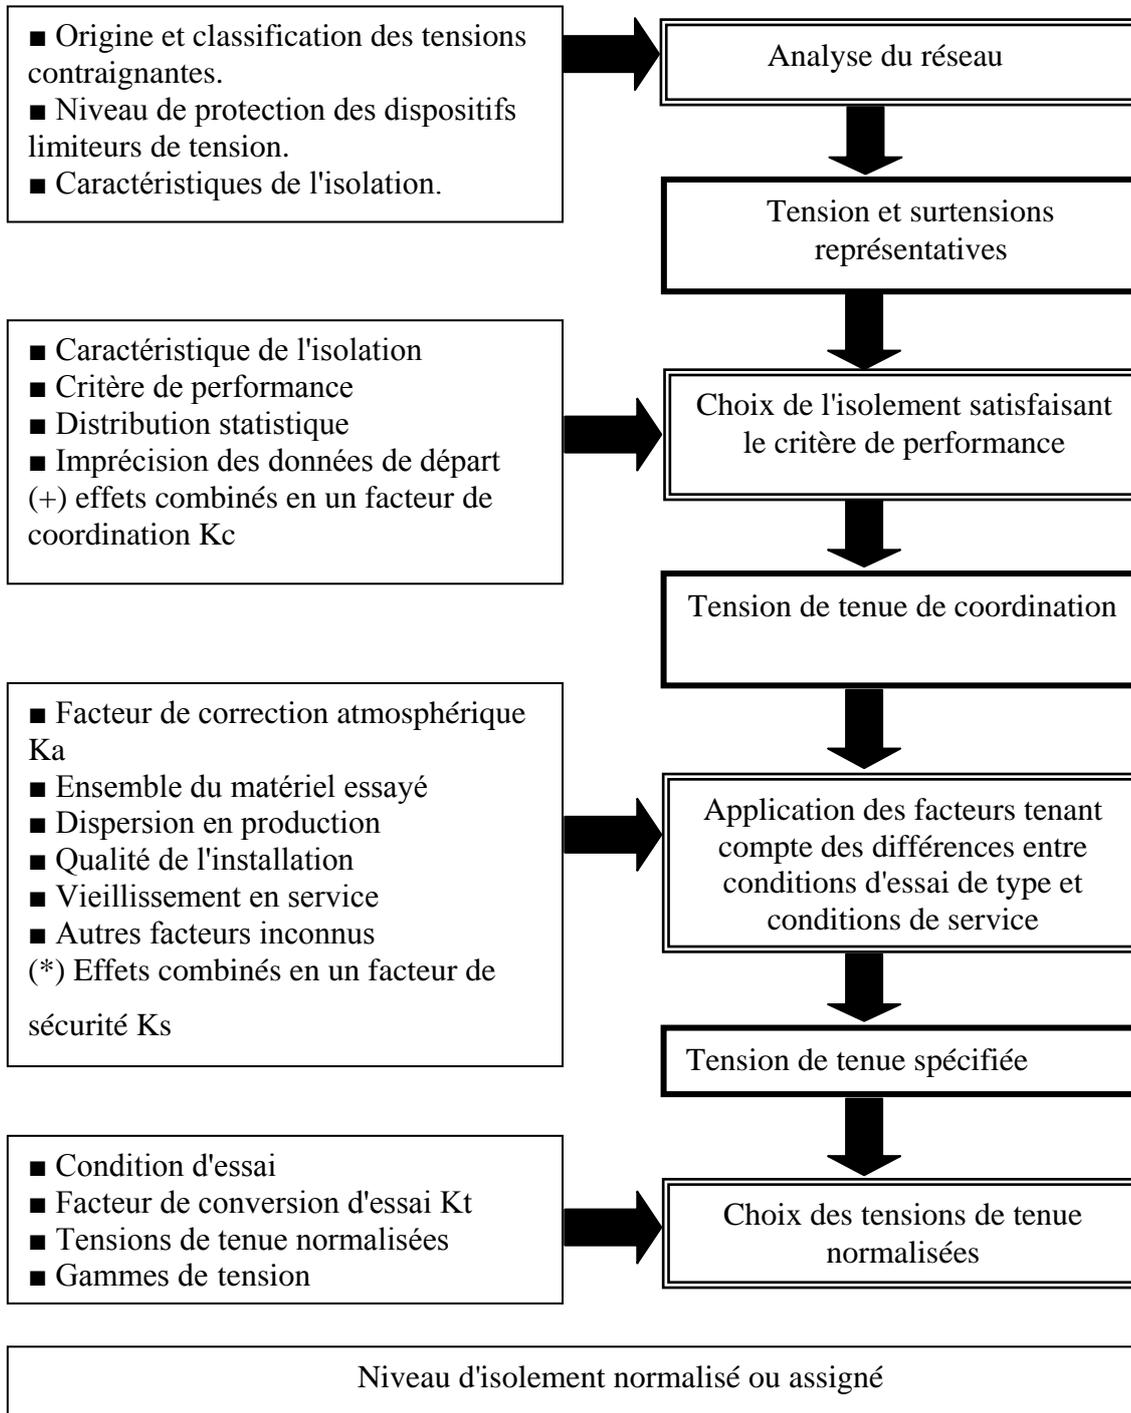 ■ Origine et classification des tensions
contraignantes.
■ Niveau de protection des dispositifs
limiteurs de tension.
■ Caractéristiques de l'isolation.
Analyse du réseau
Tension et surtensions
représentatives
■ Caractéristique de l'isolation
■ Critère de performance
■ Distribution statistique
■ Imprécision des données de départ
(+) effets combinés en un facteur de
coordination Kc
Choix de l'isolement satisfaisant
le critère de performance
Tension de tenue de coordination
■ Facteur de correction atmosphérique
Ka
■ Ensemble du matériel essayé
■ Dispersion en production
■ Qualité de l'installation
■ Vieillissement en service
■ Autres facteurs inconnus
(*) Effets combinés en un facteur de
sécurité Ks
Application des facteurs tenant
compte des différences entre
conditions d'essai de type et
conditions de service
Tension de tenue spécifiée
■ Condition d'essai
■ Facteur de conversion d'essai Kt
■ Tensions de tenue normalisées
■ Gammes de tension
Choix des tensions de tenue
normalisées
Niveau d'isolement normalisé ou assigné